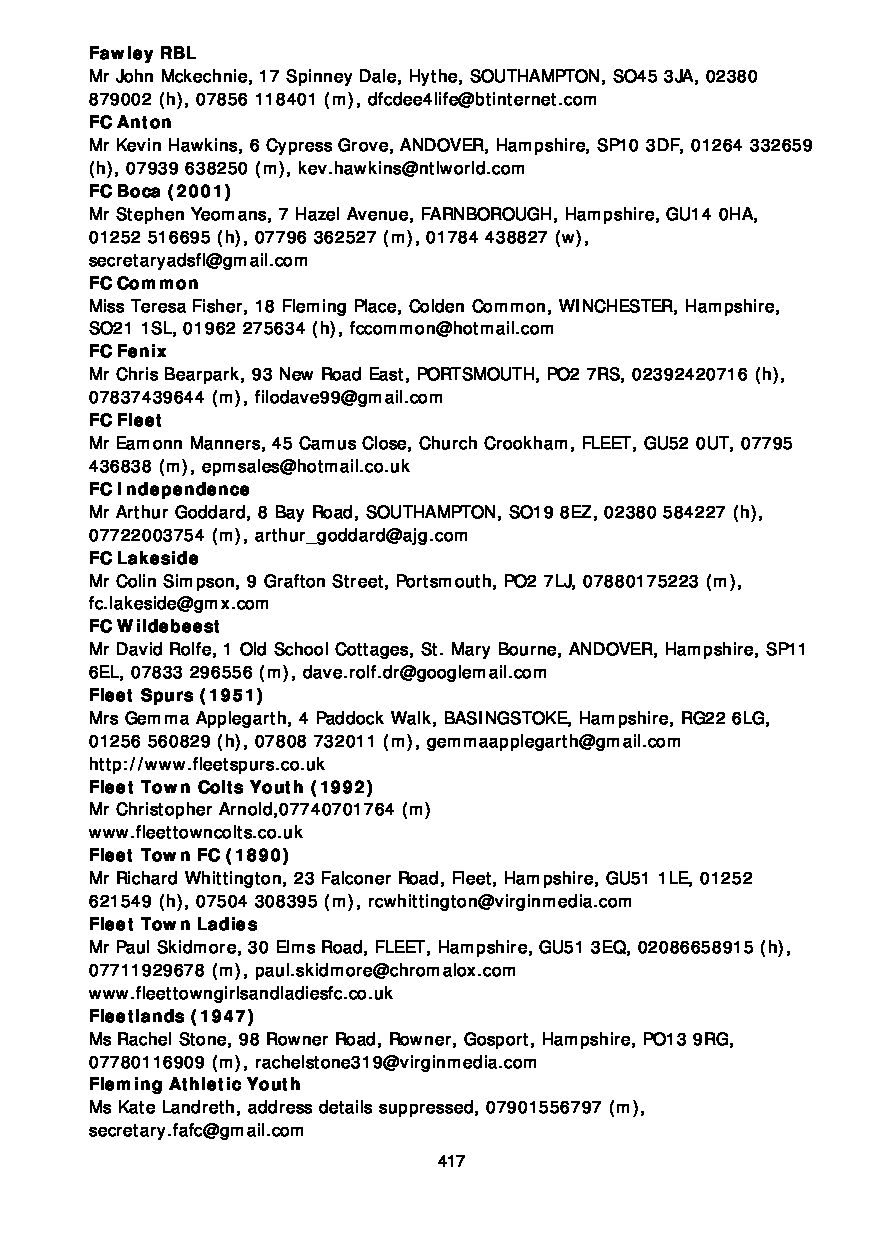 Fawley RBL
Mr John Mckechnie, 17 Spinney Dale, Hythe, SOUTHAMPTON, SO45 3JA, 02380
879002 (h), 07856 118401 (m), dfcdee4life@btinternet.com
FC Anton
Mr Kevin Hawkins, 6 Cypress Grove, ANDOVER, Hampshire, SP10 3DF, 01264 332659
(h), 07939 638250 (m), kev.hawkins@ntlworld.com
FC Boca (2001)
Mr Stephen Yeomans, 7 Hazel Avenue, FARNBOROUGH, Hampshire, GU14 0HA,
01252 516695 (h), 07796 362527 (m), 01784 438827 (w),
secretaryadsfl@gmail.com
FC Common
Miss Teresa Fisher, 18 Fleming Place, Colden Common, WINCHESTER, Hampshire,
SO21 1SL, 01962 275634 (h), fccommon@hotmail.com
FC Fenix
Mr Chris Bearpark, 93 New Road East, PORTSMOUTH, PO2 7RS, 02392420716 (h),
07837439644 (m), filodave99@gmail.com
FC Fleet
Mr Eamonn Manners, 45 Camus Close, Church Crookham, FLEET, GU52 0UT, 07795
436838 (m), epmsales@hotmail.co.uk
FC Independence
Mr Arthur Goddard, 8 Bay Road, SOUTHAMPTON, SO19 8EZ, 02380 584227 (h),
07722003754 (m), arthur_goddard@ajg.com
FC Lakeside
Mr Colin Simpson, 9 Grafton Street, Portsmouth, PO2 7LJ, 07880175223 (m),
fc.lakeside@gmx.com
FC Wildebeest
Mr David Rolfe, 1 Old School Cottages, St. Mary Bourne, ANDOVER, Hampshire, SP11
6EL, 07833 296556 (m), dave.rolf.dr@googlemail.com
Fleet Spurs (1951)
Mrs Gemma Applegarth, 4 Paddock Walk, BASINGSTOKE, Hampshire, RG22 6LG,
01256 560829 (h), 07808 732011 (m), gemmaapplegarth@gmail.com
http://www.fleetspurs.co.uk
Fleet Town Colts Youth (1992)
Mr Christopher Arnold,07740701764 (m)
www.fleettowncolts.co.uk
Fleet Town FC (1890)
Mr Richard Whittington, 23 Falconer Road, Fleet, Hampshire, GU51 1LE, 01252
621549 (h), 07504 308395 (m), rcwhittington@virginmedia.com
Fleet Town Ladies
Mr Paul Skidmore, 30 Elms Road, FLEET, Hampshire, GU51 3EQ, 02086658915 (h),
07711929678 (m), paul.skidmore@chromalox.com
www.fleettowngirlsandladiesfc.co.uk
Fleetlands (1947)
Ms Rachel Stone, 98 Rowner Road, Rowner, Gosport, Hampshire, PO13 9RG,
07780116909 (m), rachelstone319@virginmedia.com
Fleming Athletic Youth
Ms Kate Landreth, address details suppressed, 07901556797 (m),
secretary.fafc@gmail.com
417